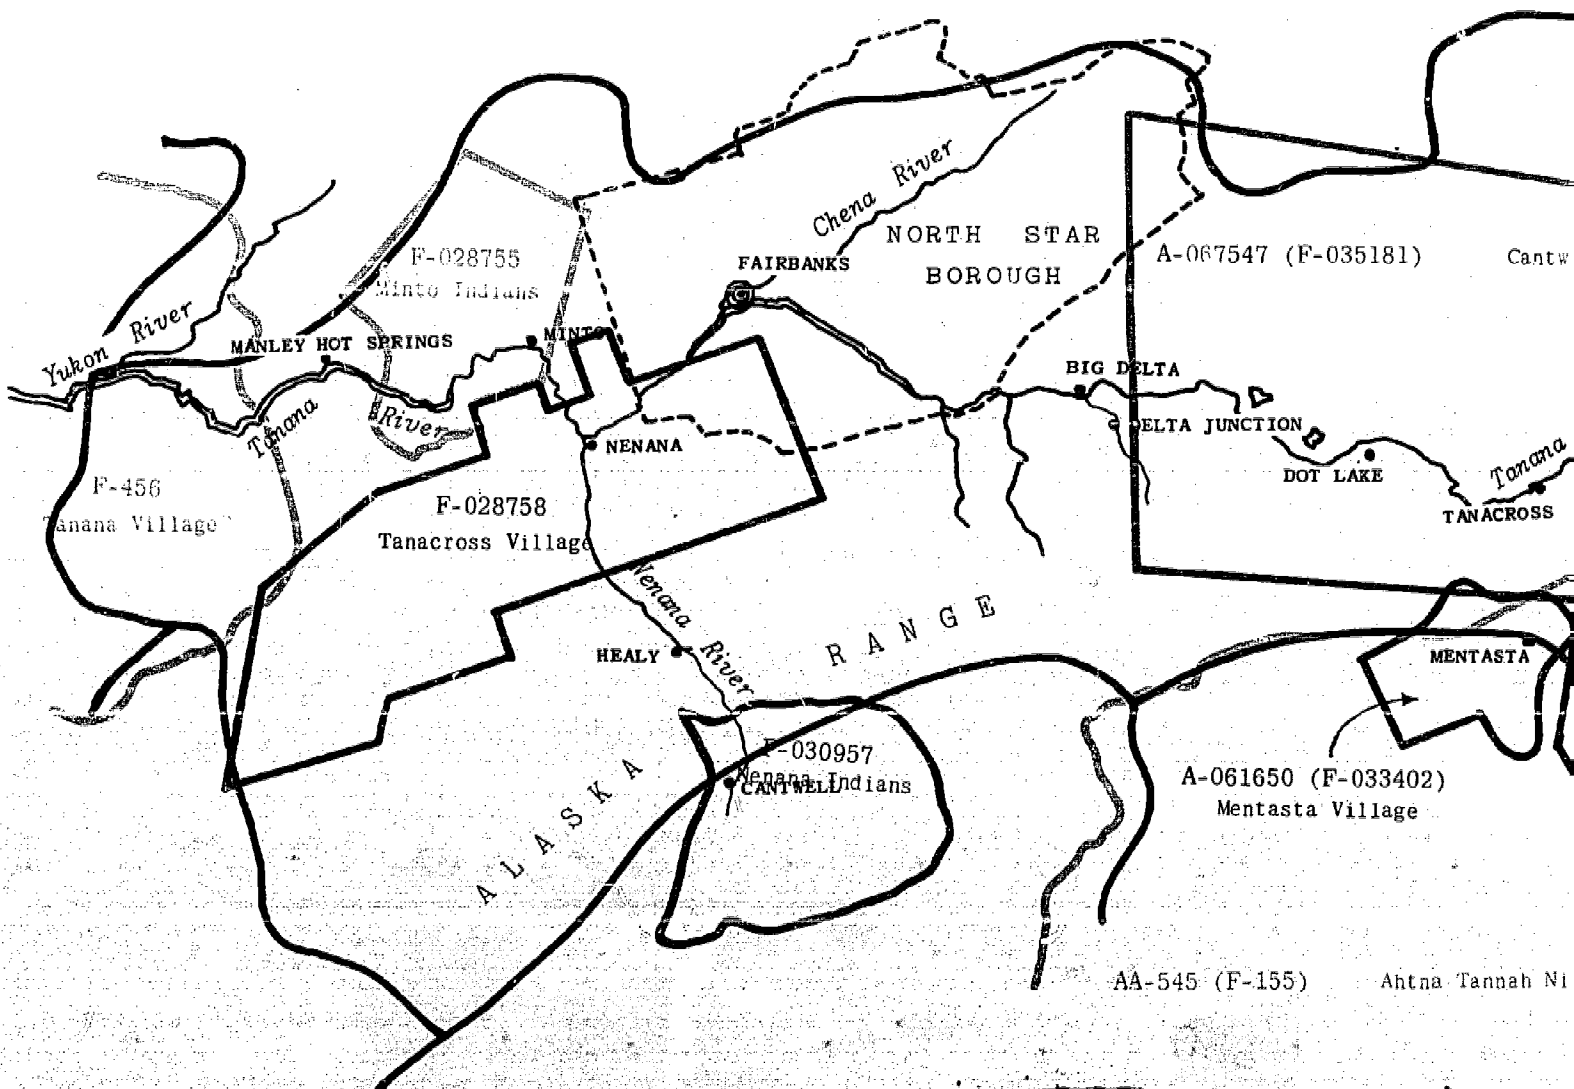 Chena River
NORTH STAR
BOROUGH
F-028755
Minto Indians
FAIRBANKS
A-067547 (F-035181)
Cantw
Yukon River
MANLEY HOT SPRINGS
MINTO
BIG DELTA
Tanana
River
NENANA
DELTA JUNCTION
DOT LAKE
Tanana
TANACROSS
F-456
Tanana Village
F-028758
Tanacross Village
Nenana River
HEALY
ALASKA RANGE
MENTASTA
F-030957
Nenana Indians
CANTWELL
A-061650 (F-033402)
Mentasta Village
AA-545 (F-155)
Ahtna Tannah Ni